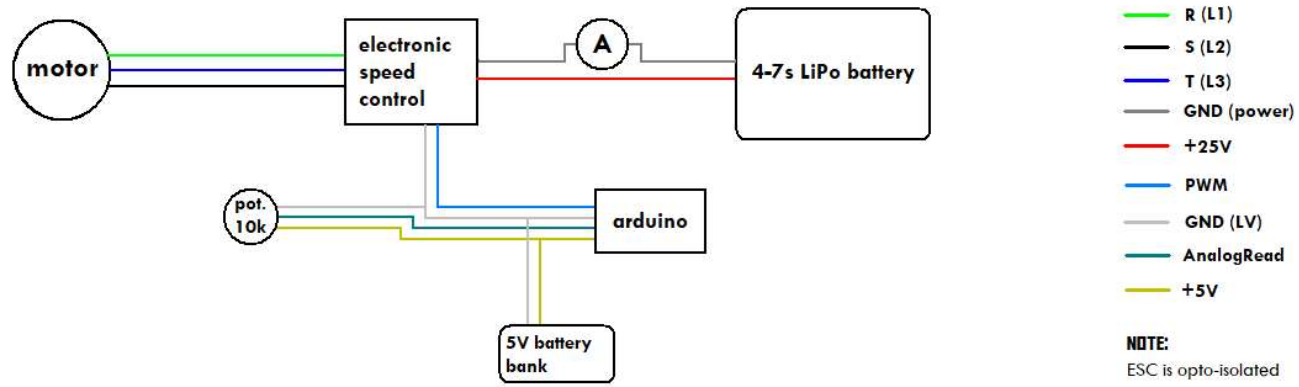 motor
electronic
speed
control
A
4-7s LiPo battery
pot.
10k
arduino
5V battery
bank
R (L1)
S (L2)
T (L3)
GND (power)
+25V
PWM
GND (LV)
AnalogRead
+5V
NOTE:
ESC is opto-isolated